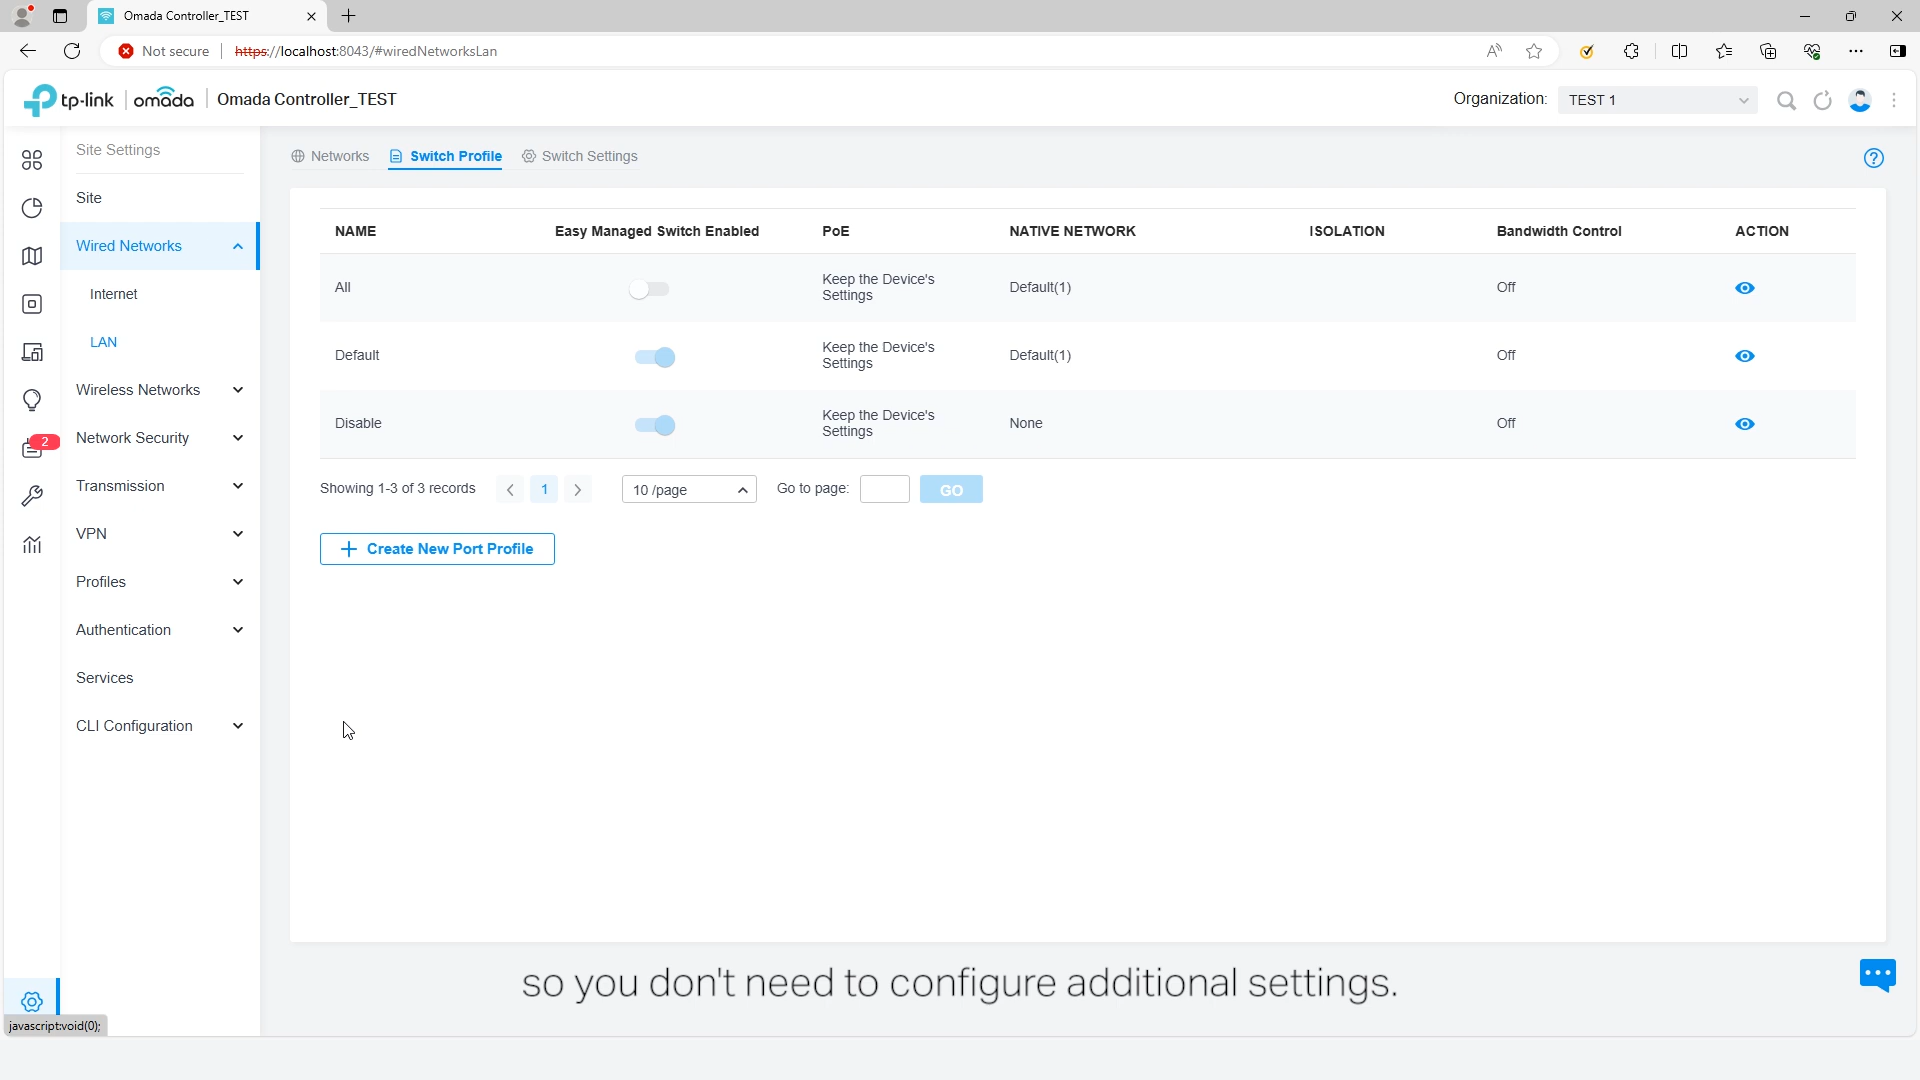 Omada Controller_TEST
Not secure
https://localhost:8043/#wiredNetworksLan
tp-link
omada
Omada Controller_TEST
Organization:
TEST 1
Site Settings
Site
Wired Networks
Internet
LAN
Wireless Networks
Network Security
Transmission
VPN
Profiles
Authentication
Services
CLI Configuration
2
Networks
Switch Profile
Switch Settings
NAME Easy Managed Switch Enabled PoE NATIVE NETWORK ISOLATION Bandwidth Control ACTION
All Keep the Device's Settings Default(1) Off
Default Keep the Device's Settings Default(1) Off
Disable Keep the Device's Settings None Off
Showing 1-3 of 3 records 1 10 /page Go to page: GO
Create New Port Profile
so you don't need to configure additional settings.
javascript:void(0);